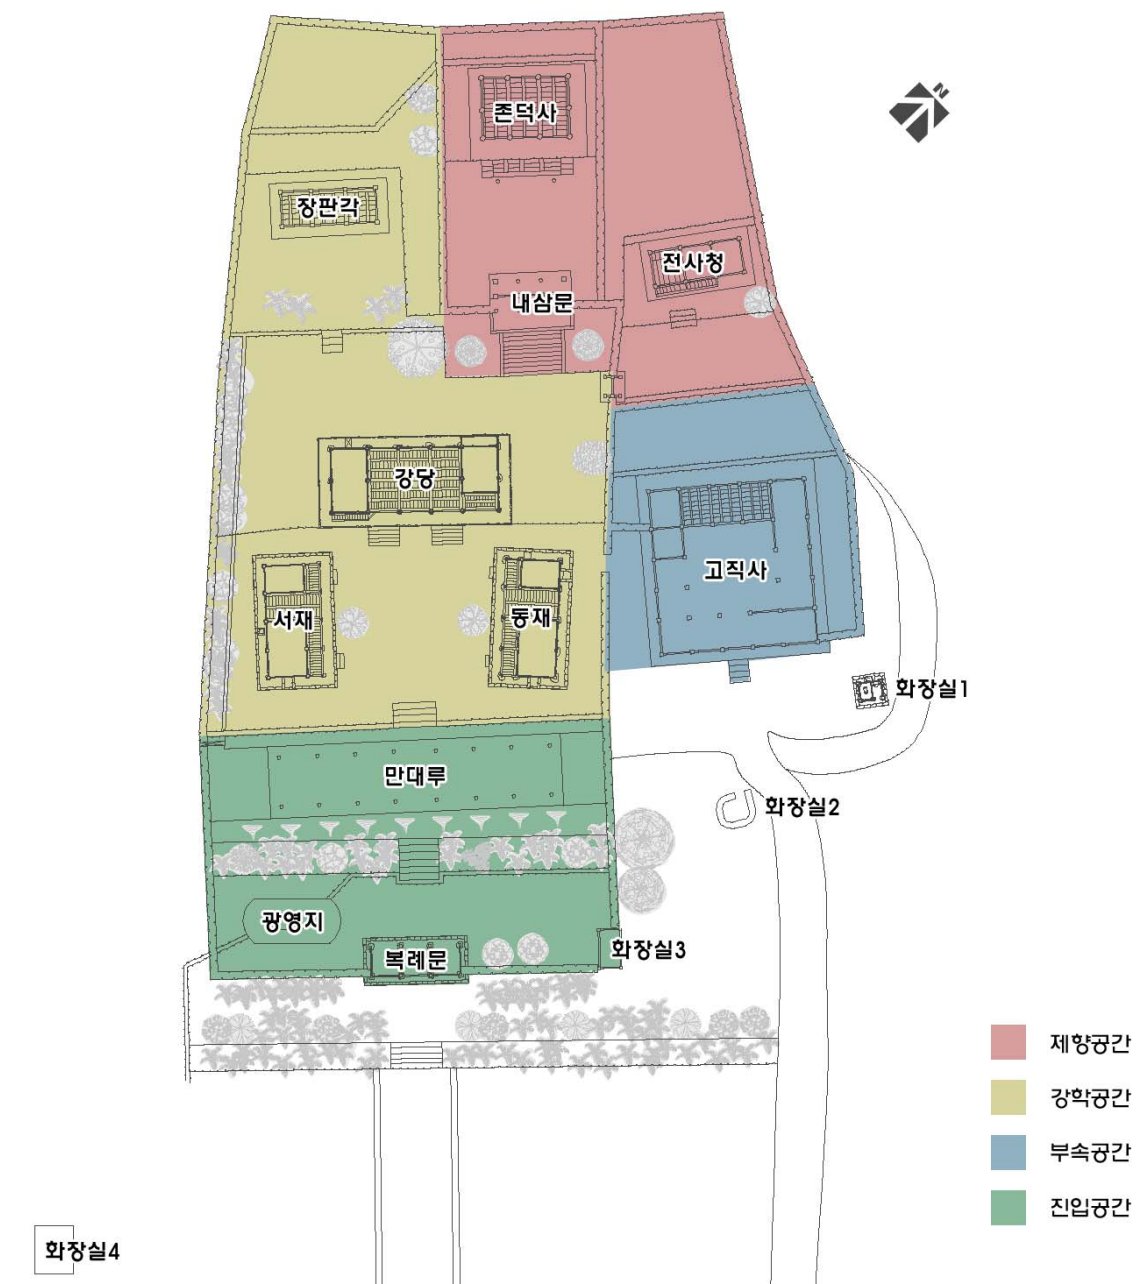 존덕사
N
장판각
전사청
내삼문
강당
고직사
서재
동재
화장실1
만대루
화장실2
광영지
복례문
화장실3
제향공간
강학공간
부속공간
진입공간
화장실4